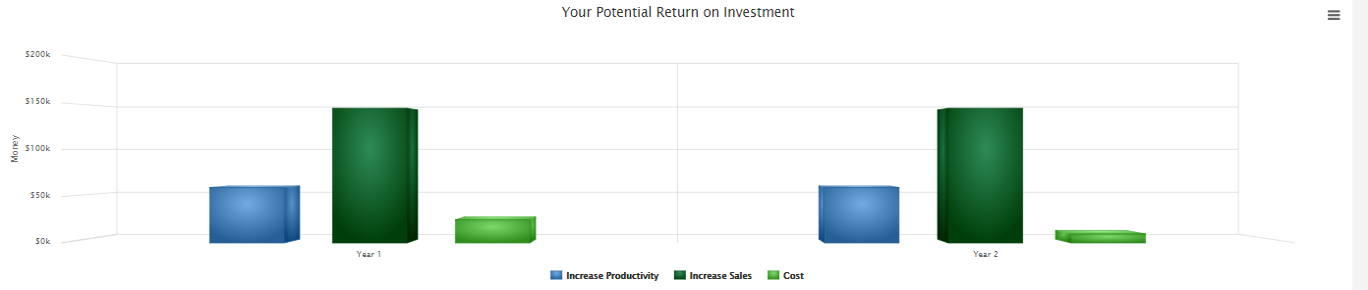 Your Potential Return on Investment
$200k
$150k
$100k
$50k
$0k
Money
Year 1
Year 2
Increase Productivity
Increase Sales
Cost